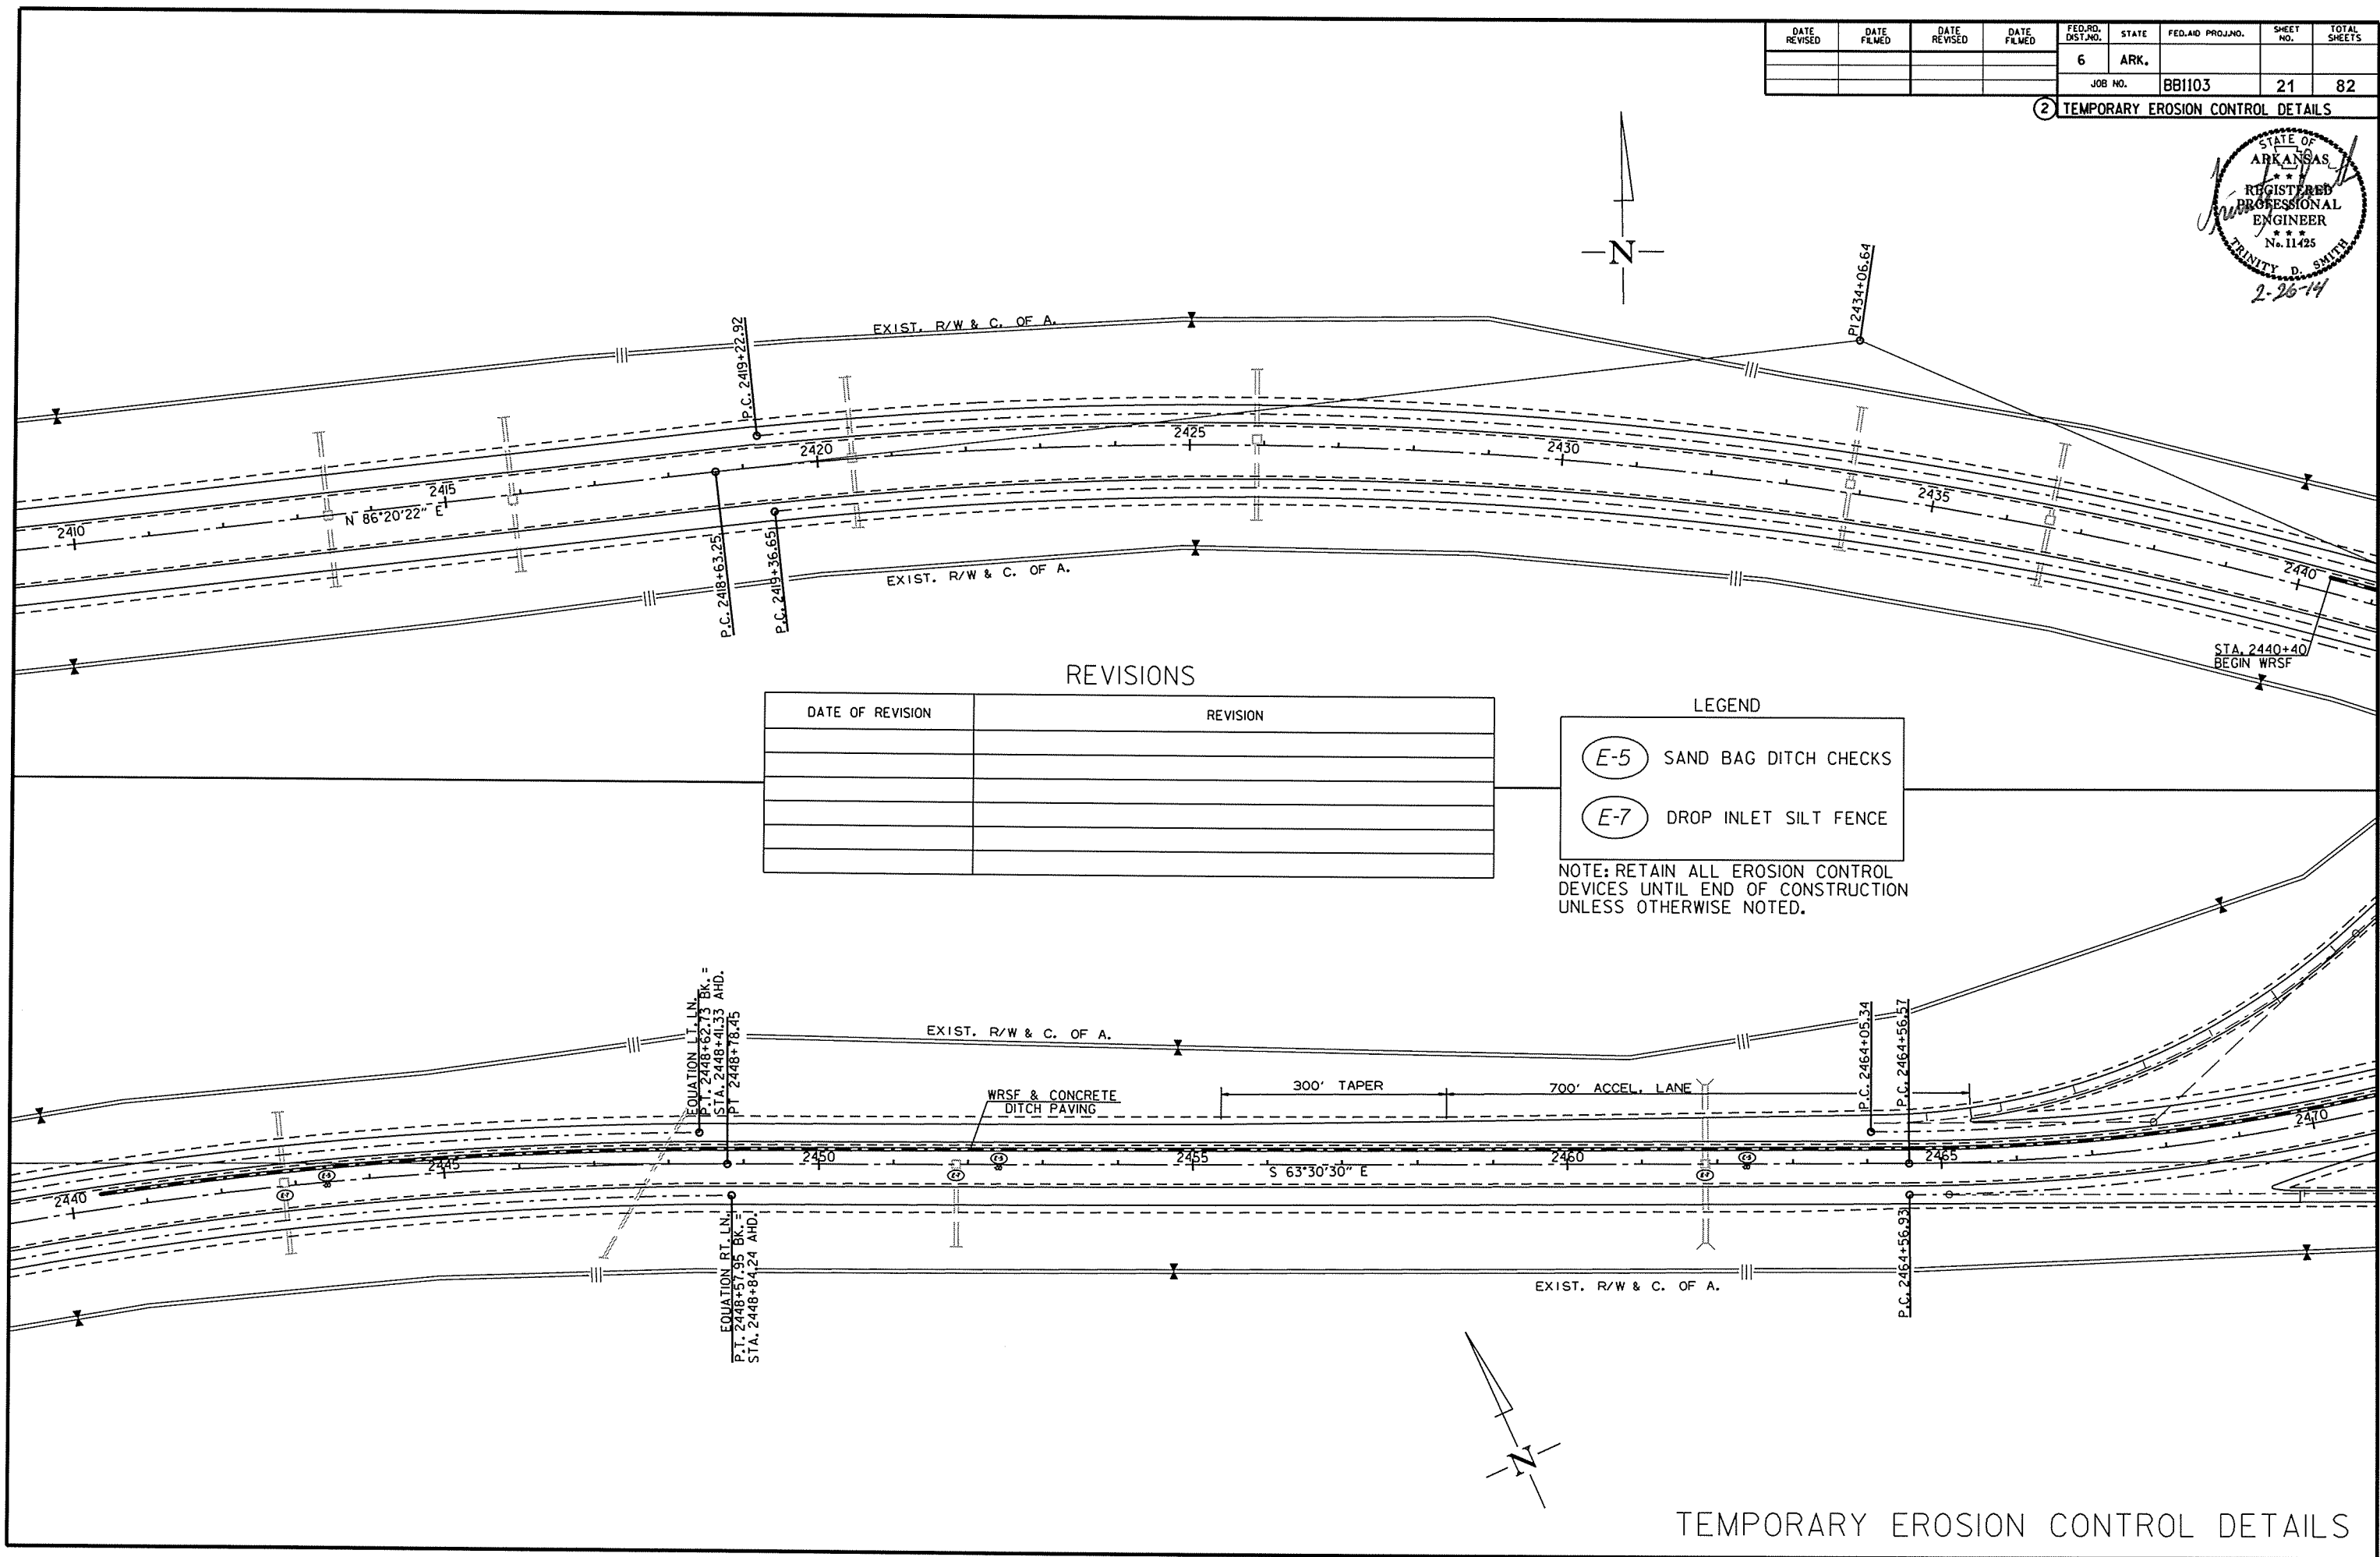 DATE REVISED
DATE FILMED
DATE REVISED
DATE FILMED
FED.RD. DIST.NO.
STATE
FED.AID PROJ.NO.
SHEET NO.
TOTAL SHEETS
6
ARK.
JOB NO.
BB1103
21
82
2 TEMPORARY EROSION CONTROL DETAILS
STATE OF
ARKANSAS
★ ★ ★
REGISTERED
PROFESSIONAL
ENGINEER
★ ★ ★
No. 11425
TRINITY D. SMITH
2-26-14
N
PI 2434+06.64
P.C. 2419+22.92
EXIST. R/W & C. OF A.
2410
2415
2420
2425
2430
2435
2440
N 86°20'22" E
P.C. 2418+63.25
P.C. 2419+36.65
EXIST. R/W & C. OF A.
STA. 2440+40
BEGIN WRSF
REVISIONS
DATE OF REVISION
REVISION
LEGEND
E-5 SAND BAG DITCH CHECKS
E-7 DROP INLET SILT FENCE
NOTE: RETAIN ALL EROSION CONTROL
DEVICES UNTIL END OF CONSTRUCTION
UNLESS OTHERWISE NOTED.
EQUATION LT. LN.
P.T. 2448+62.73 BK.=
STA. 2448+41.33 AHD.
PT 2448+78.45
EXIST. R/W & C. OF A.
WRSF & CONCRETE
DITCH PAVING
300' TAPER
700' ACCEL. LANE
P.C. 2464+05.34
P.C. 2464+56.57
2440
2445
2450
2455
2460
2465
2470
S 63°30'30" E
EQUATION RT. LN.
P.T. 2448+57.95 BK.=
STA. 2448+84.24 AHD.
P.C. 2464+56.93
EXIST. R/W & C. OF A.
N
TEMPORARY EROSION CONTROL DETAILS